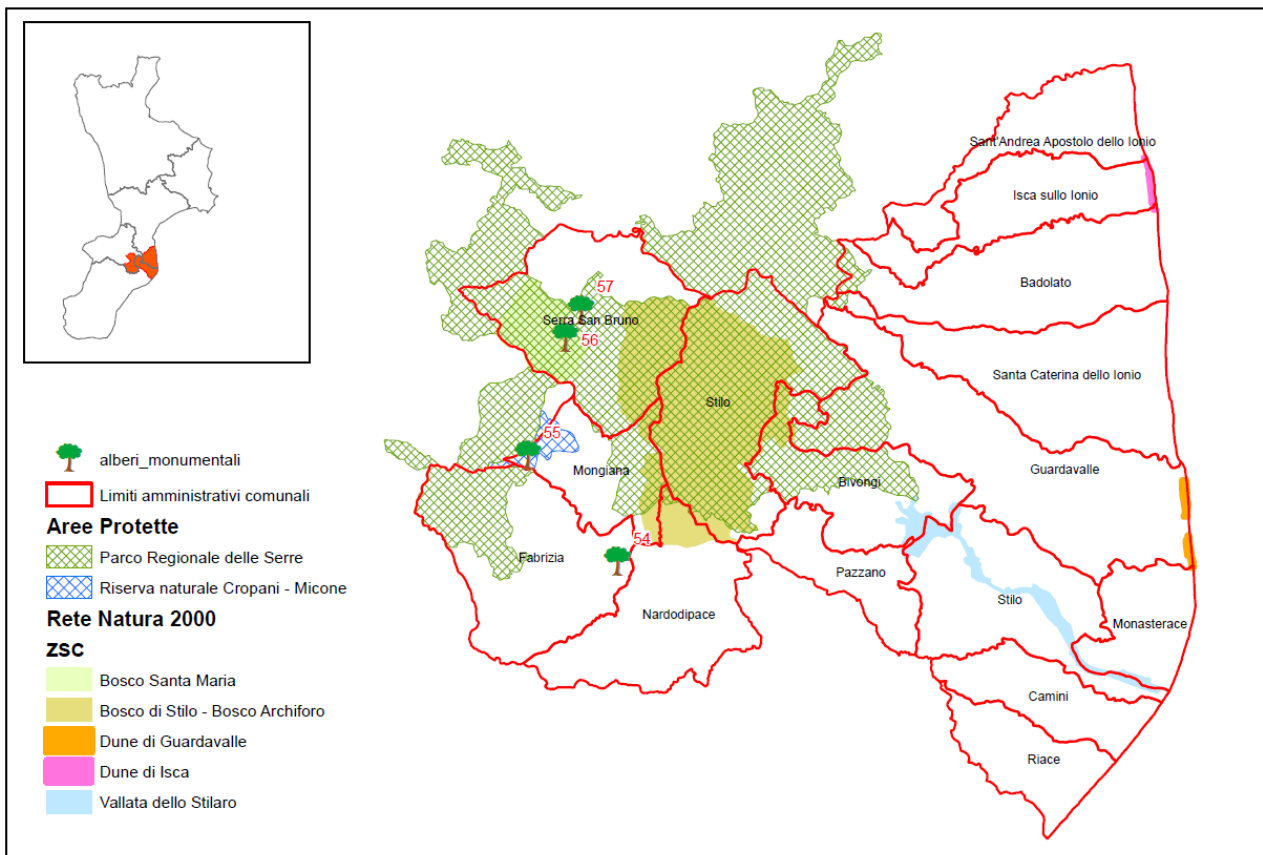 alberi_monumentali
Limiti amministrativi comunali
Aree Protette
Parco Regionale delle Serre
Riserva naturale Cropani - Micone
Rete Natura 2000
ZSC
Bosco Santa Maria
Bosco di Stilo - Bosco Archiforo
Dune di Guardavalle
Dune di Isca
Vallata dello Stilaro
Sant'Andrea Apostolo dello Ionio
Isca sullo Ionio
Badolato
57
Serra San Bruno
56
Santa Caterina dello Ionio
Stilo
55
Mongiana
Guardavalle
Bivongi
54
Fabrizia
Pazzano
Stilo
Nardodipace
Monasterace
Camini
Riace